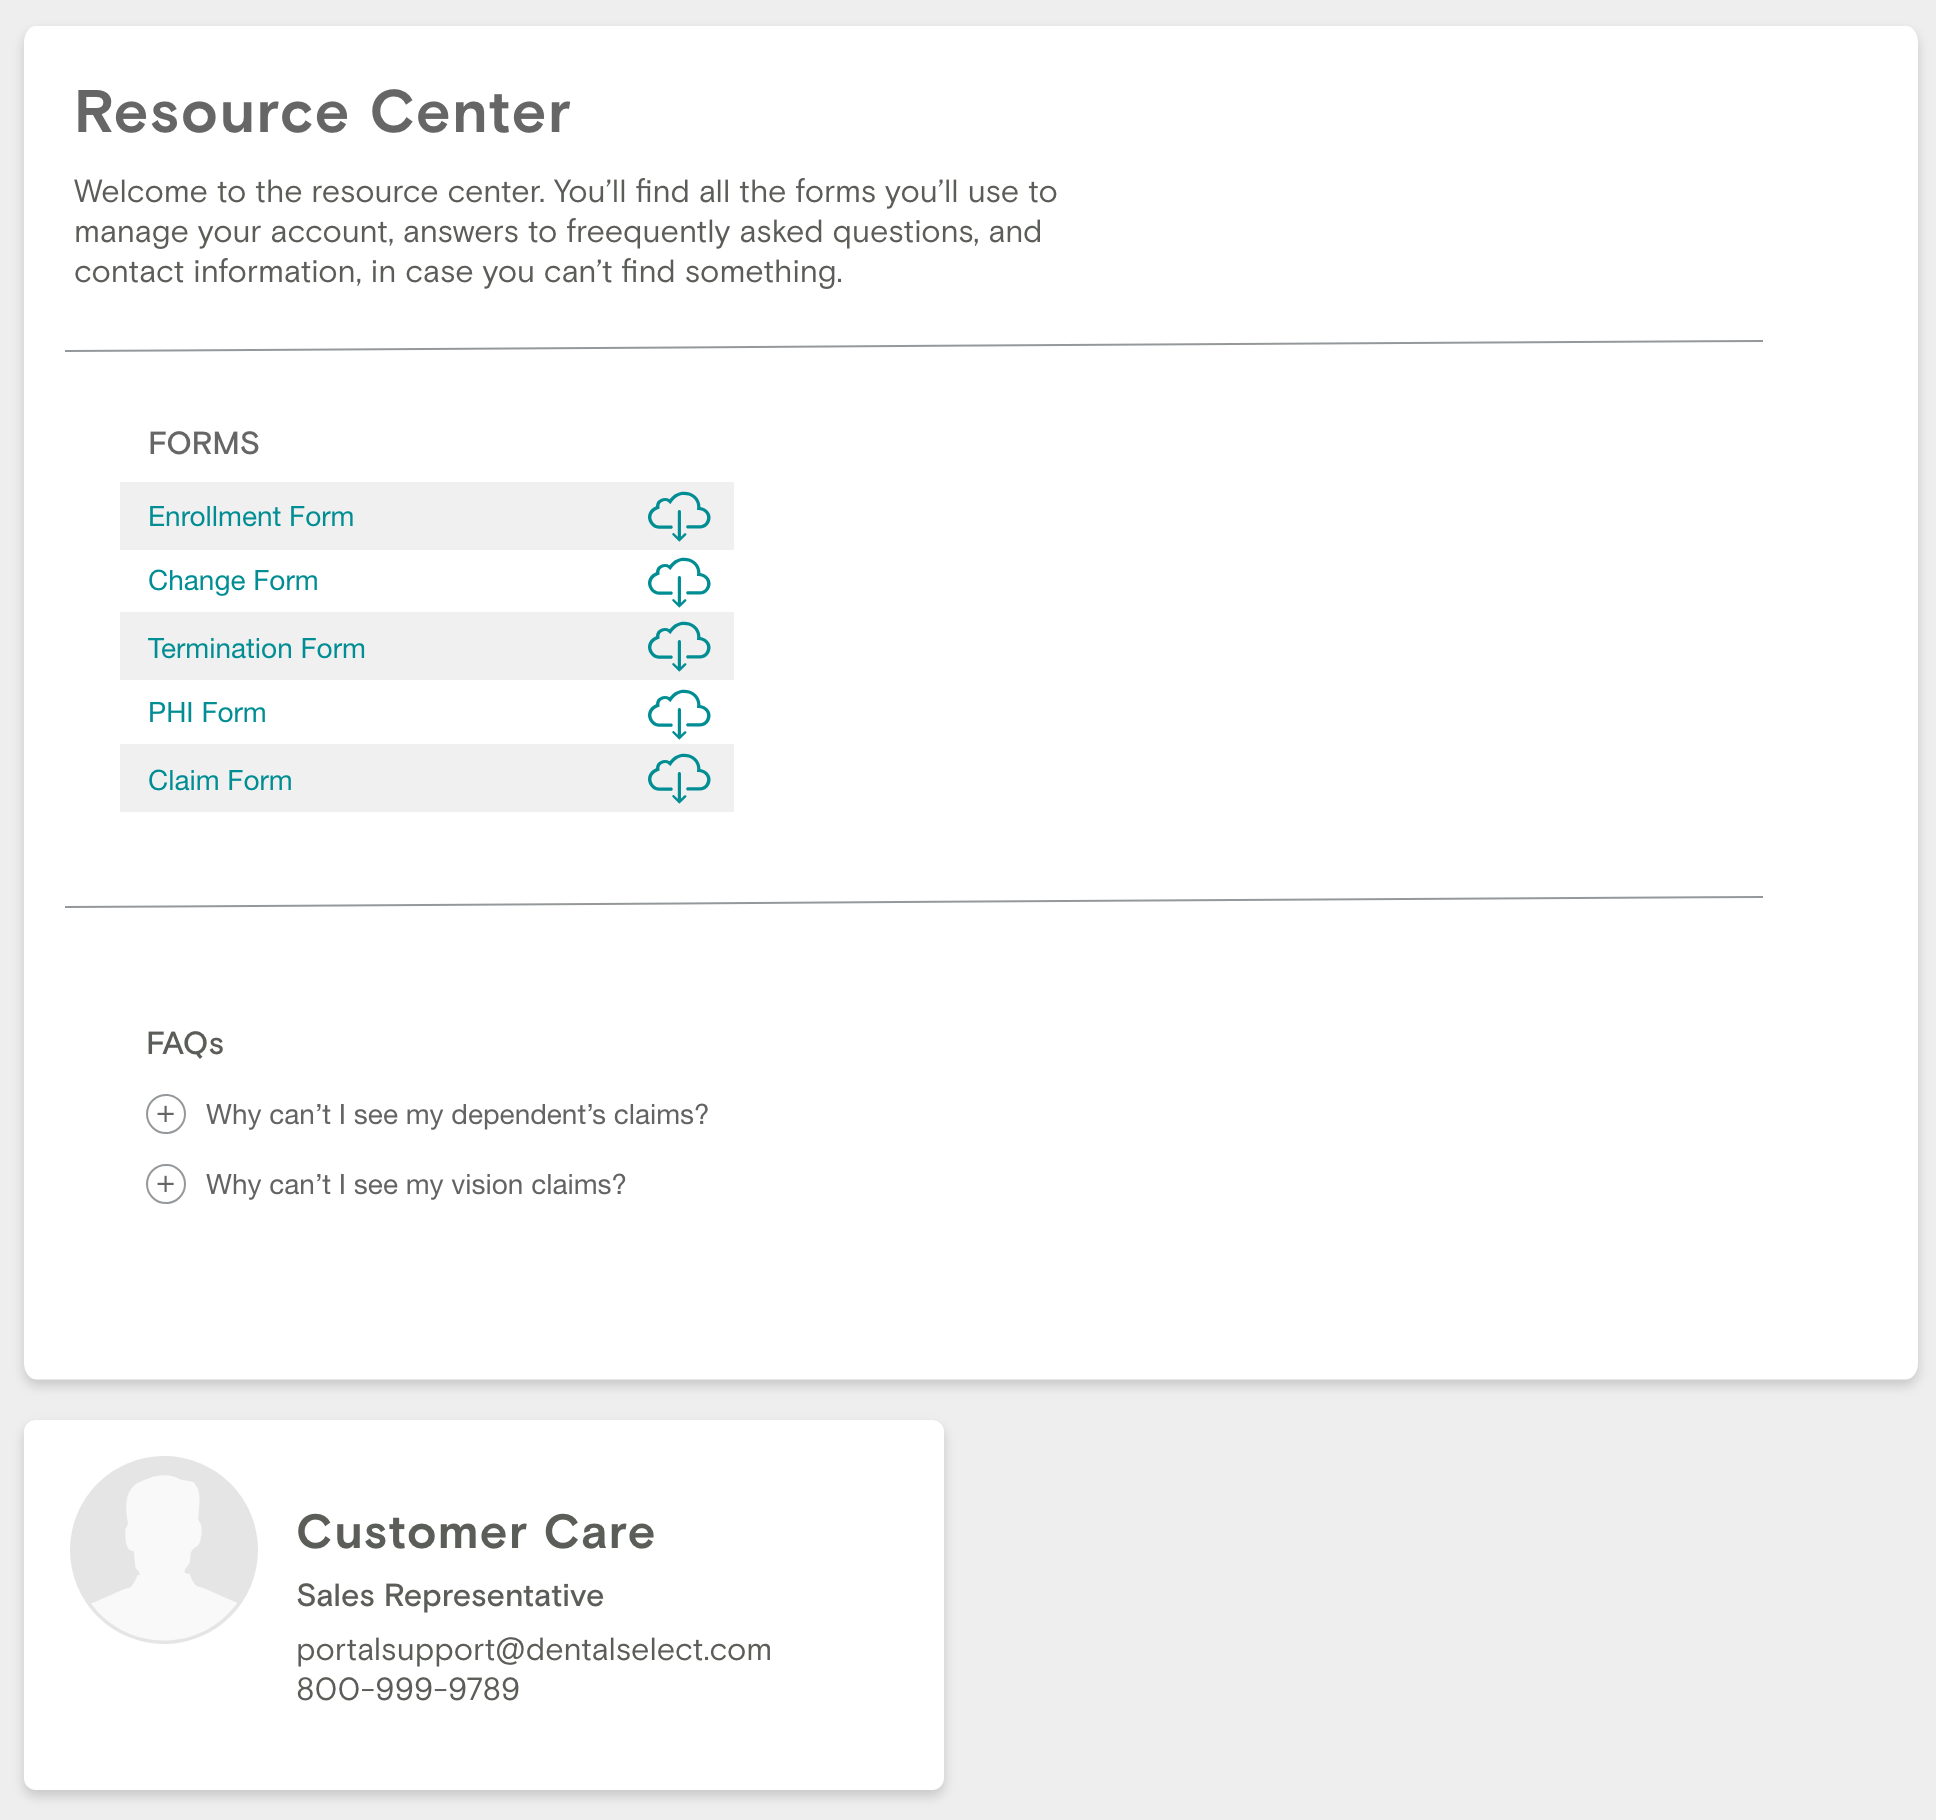 Resource Center
Welcome to the resource center. You’ll find all the forms you’ll use to
manage your account, answers to freequently asked questions, and
contact information, in case you can’t find something.
FORMS
Enrollment Form
Change Form
Termination Form
PHI Form
Claim Form
FAQs
Why can’t I see my dependent’s claims?
Why can’t I see my vision claims?
Customer Care
Sales Representative
portalsupport@dentalselect.com
800-999-9789